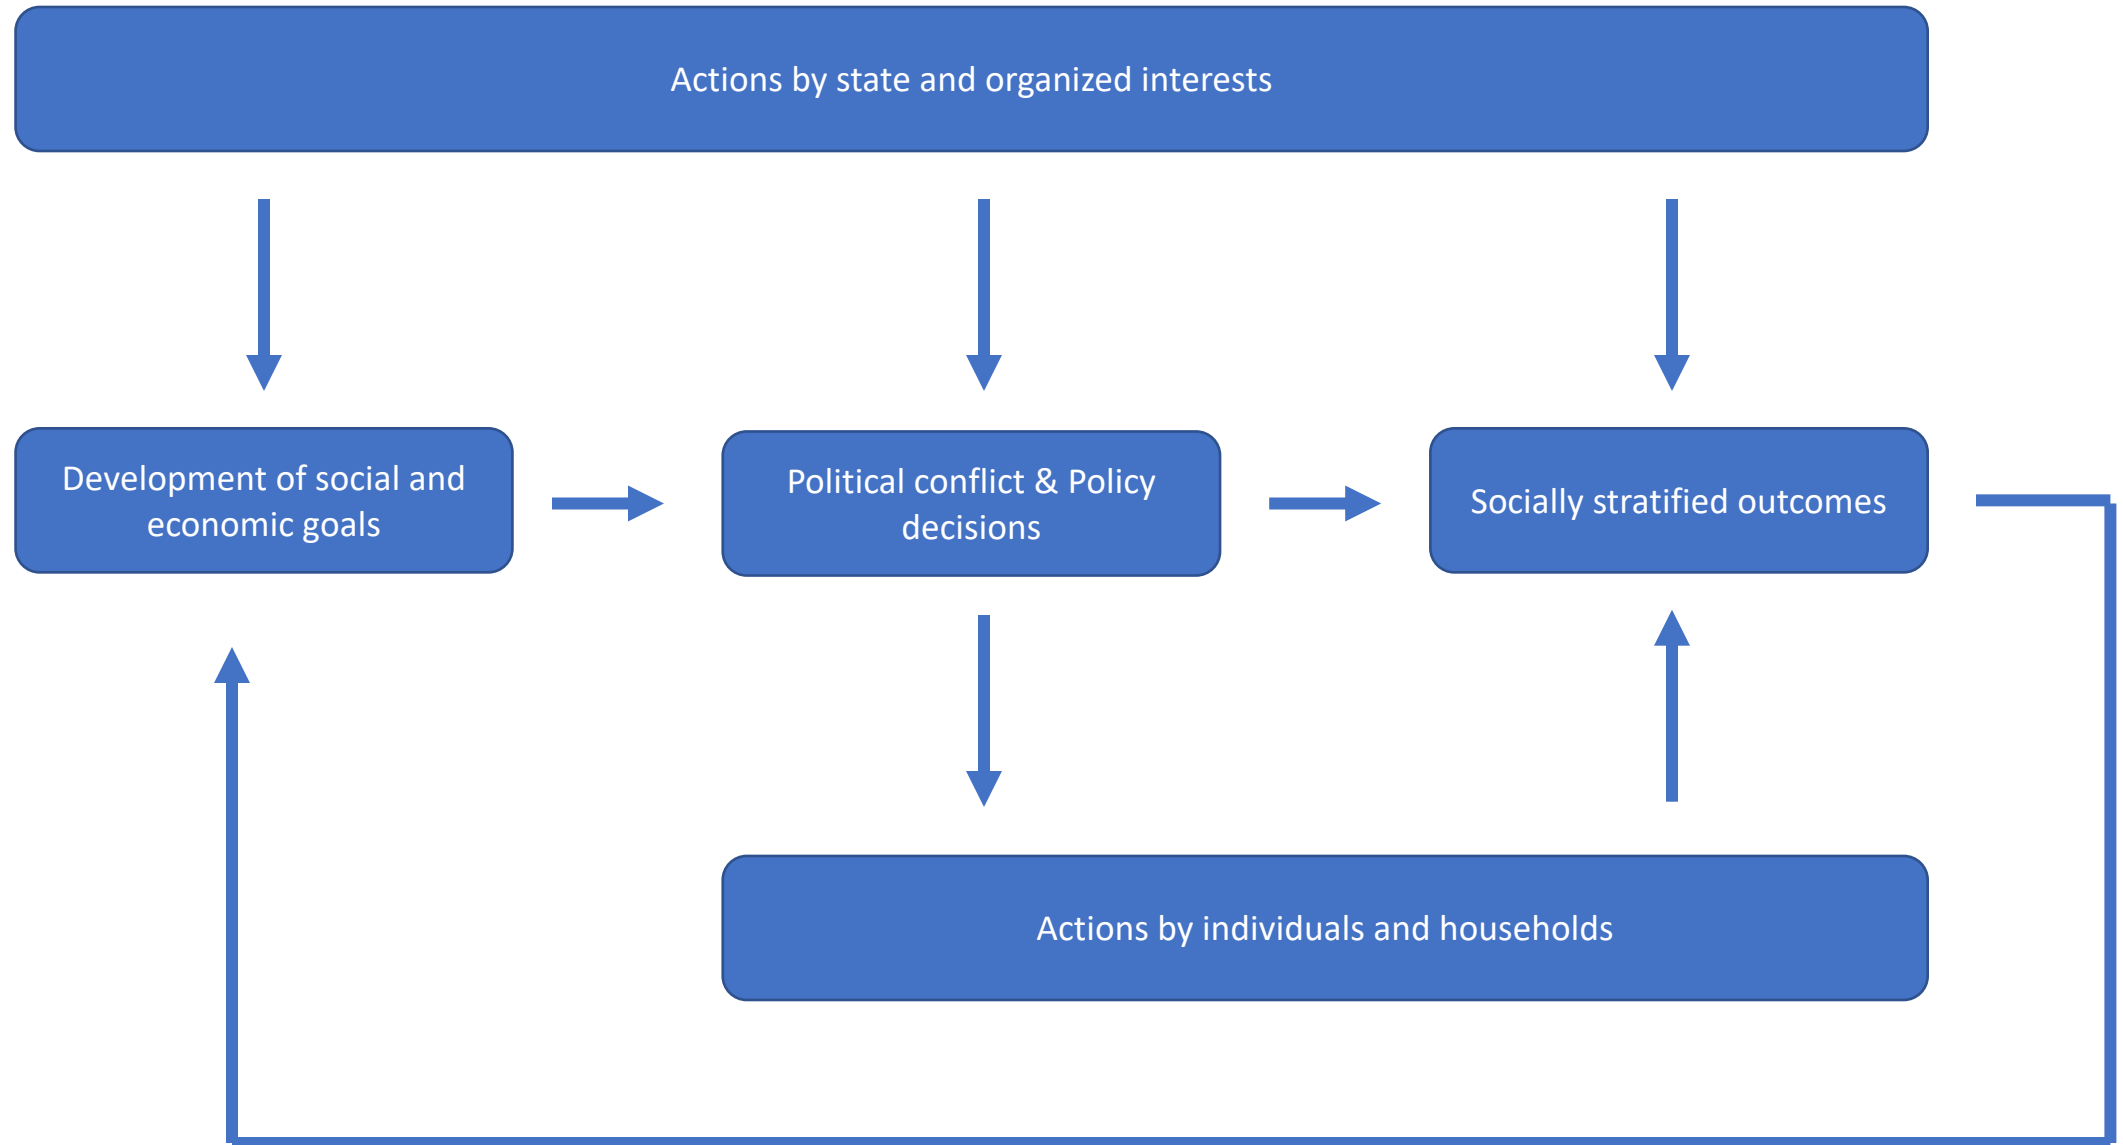 Actions by state and organized interests
Development of social and
economic goals
Political conflict & Policy
decisions
Socially stratified outcomes
Actions by individuals and households